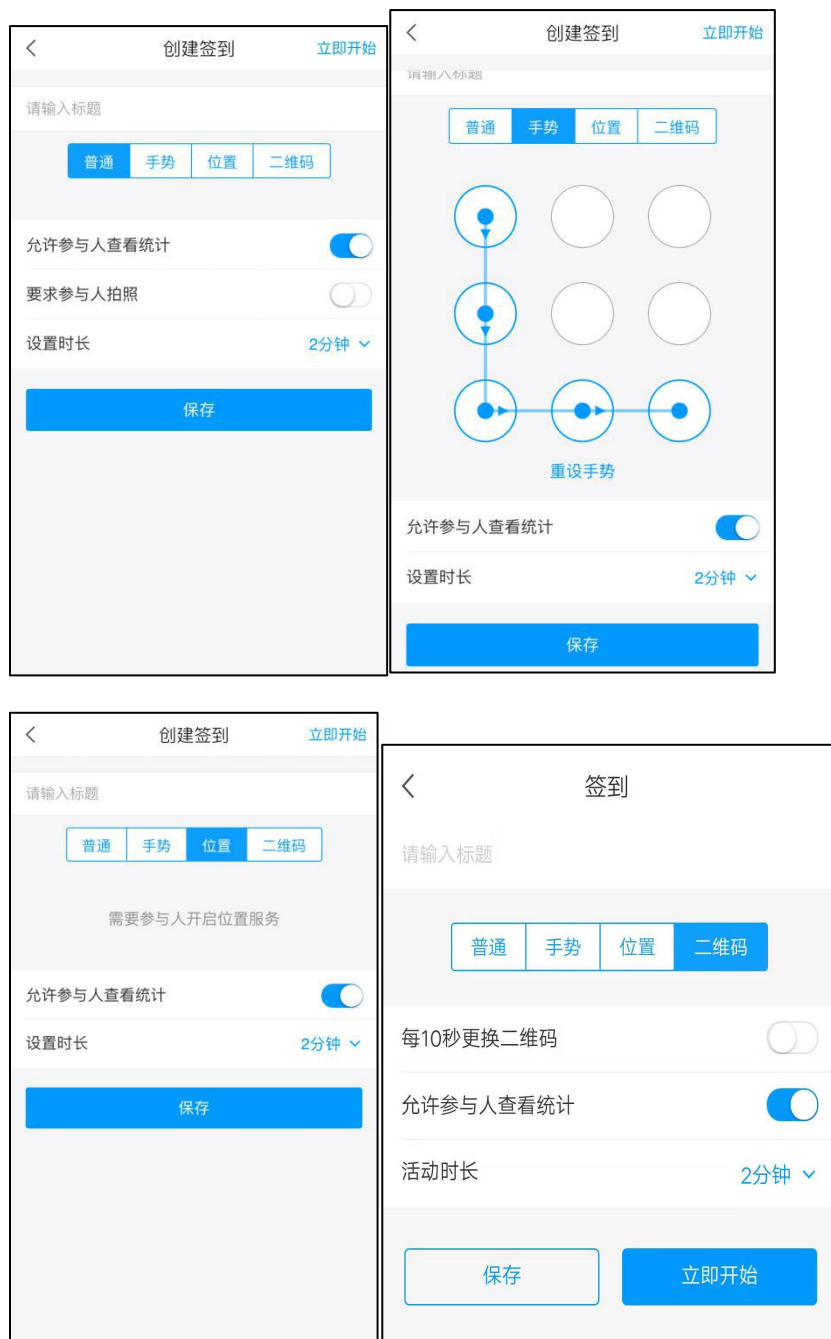 创建签到 立即开始
请输入标题
普通 手势 位置 二维码
允许参与人查看统计
要求参与人拍照
设置时长 2分钟
保存
创建签到 立即开始
请输入标题
普通 手势 位置 二维码
重设手势
允许参与人查看统计
设置时长 2分钟
保存
创建签到 立即开始
请输入标题
普通 手势 位置 二维码
需要参与人开启位置服务
允许参与人查看统计
设置时长 2分钟
保存
签到
请输入标题
普通 手势 位置 二维码
每10秒更换二维码
允许参与人查看统计
活动时长 2分钟
保存 立即开始